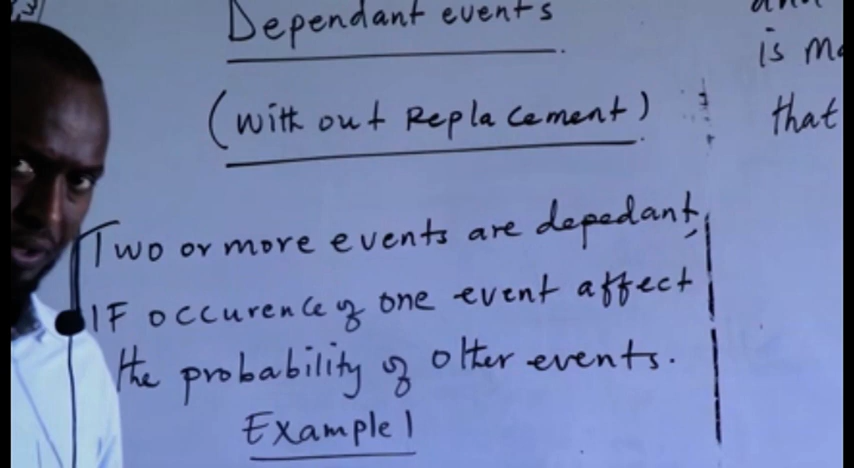 Dependant events
(With out Replacement)
Two or more events are depedant,
IF occurence of one event affect
the probability of other events.
Example 1
is
that